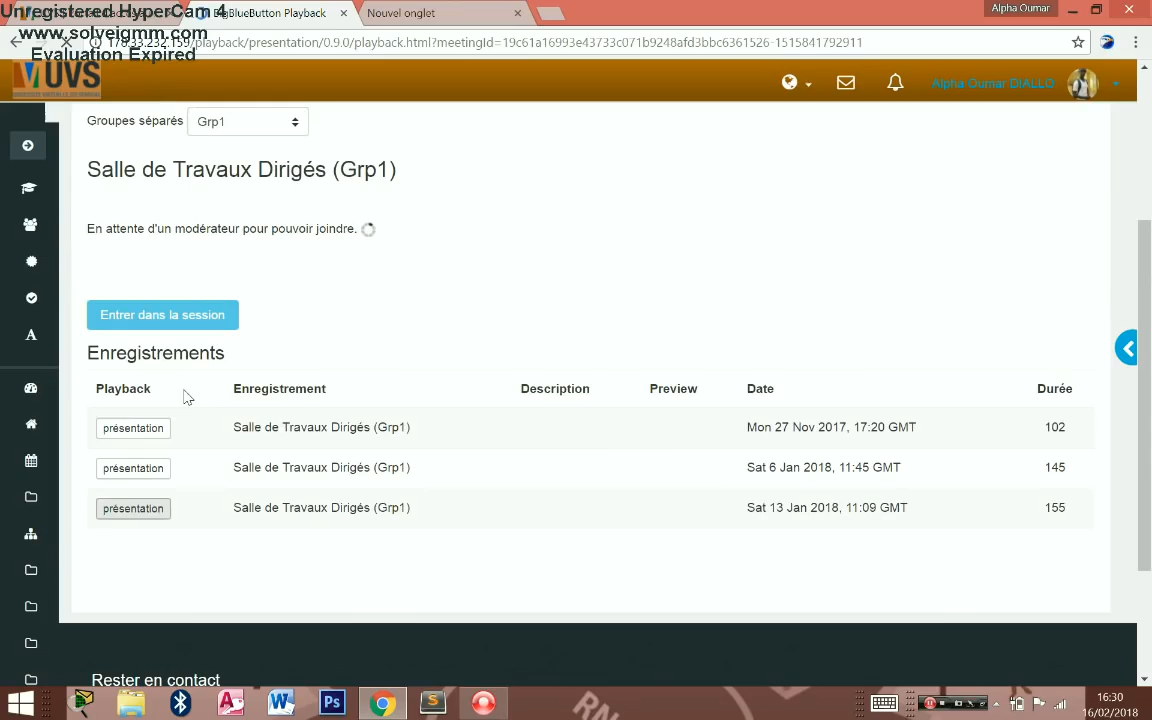 Unregistered HyperCam 4
www.solveigmm.com
Evaluation Expired
BigBlueButton Playback
Nouvel onglet
Alpha Oumar
178.33.232.159/playback/presentation/0.9.0/playback.html?meetingId=19c61a16993e43733c071b9248afd3bbc6361526-1515841792911
UVS
Alpha Oumar DIALLO
Groupes séparés Grp1
Salle de Travaux Dirigés (Grp1)
En attente d'un modérateur pour pouvoir joindre.
Entrer dans la session
Enregistrements
Playback Enregistrement Description Preview Date Durée
présentation Salle de Travaux Dirigés (Grp1) Mon 27 Nov 2017, 17:20 GMT 102
présentation Salle de Travaux Dirigés (Grp1) Sat 6 Jan 2018, 11:45 GMT 145
présentation Salle de Travaux Dirigés (Grp1) Sat 13 Jan 2018, 11:09 GMT 155
Rester en contact
16:30
16/02/2018